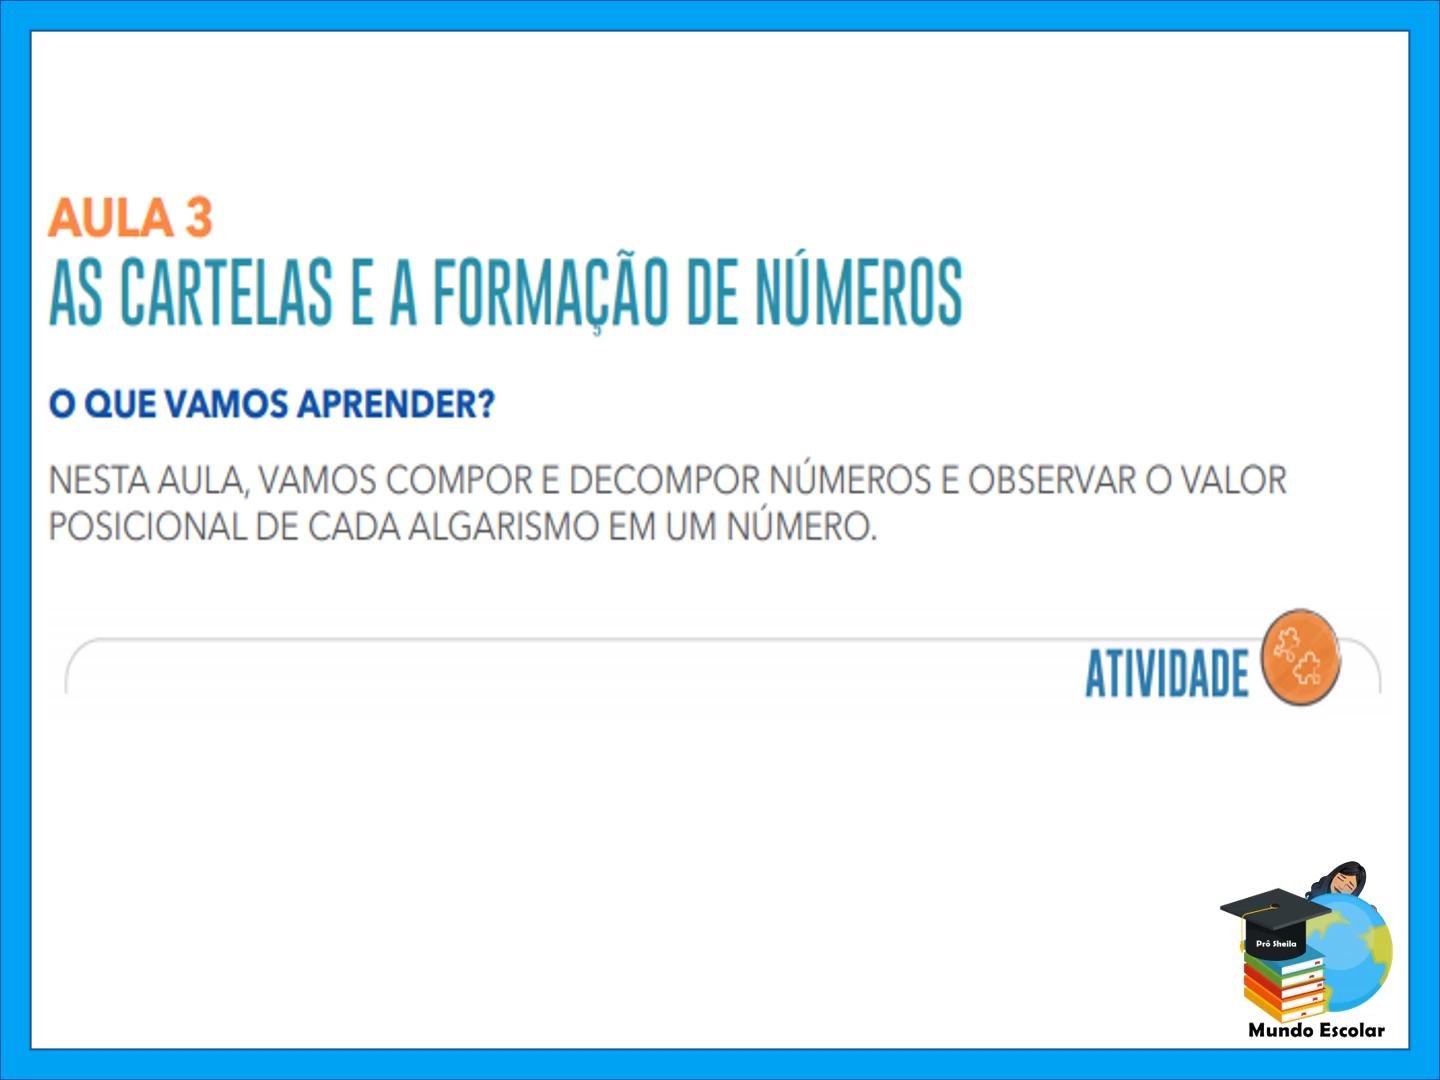 AULA 3
AS CARTELAS E A FORMAÇÃO DE NÚMEROS
O QUE VAMOS APRENDER?
NESTA AULA, VAMOS COMPOR E DECOMPOR NÚMEROS E OBSERVAR O VALOR
POSICIONAL DE CADA ALGARISMO EM UM NÚMERO.
ATIVIDADE
Prô Sheila
Mundo Escolar